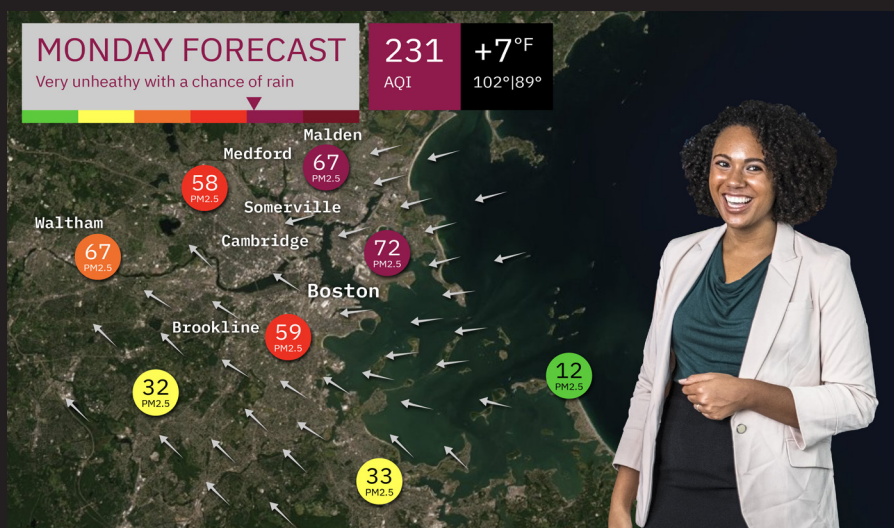 MONDAY FORECAST
Very unheathy with a chance of rain
231
AQI
+7°F
102°|89°
Malden
Medford
67
PM2.5
58
PM2.5
Somerville
Waltham
Cambridge
67
PM2.5
72
PM2.5
Boston
Brookline
59
PM2.5
12
PM2.5
32
PM2.5
33
PM2.5